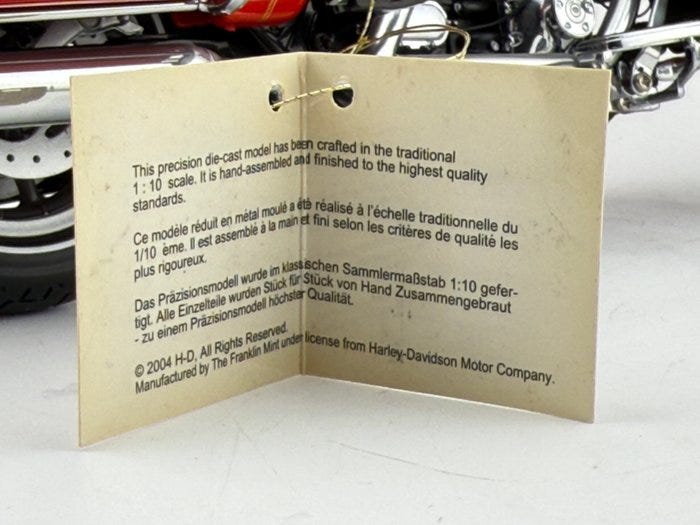 This precision die-cast model has been crafted in the traditional
1 : 10 scale. It is hand-assembled and finished to the highest quality
standards.
Ce modèle réduit en métal moulé a été réalisé à l'échelle traditionnelle du
1/10 ème. Il est assemblé à la main et fini selon les critères de qualité les
plus rigoureux.
Das Präzisionsmodell wurde im klassischen Sammlermaßstab 1:10 gefer-
tigt. Alle Einzelteile wurden Stück für Stück von Hand Zusammengebraut
- zu einem Präzisionsmodell höchster Qualität.
© 2004 H-D, All Rights Reserved.
Manufactured by The Franklin Mint under license from Harley-Davidson Motor Company.